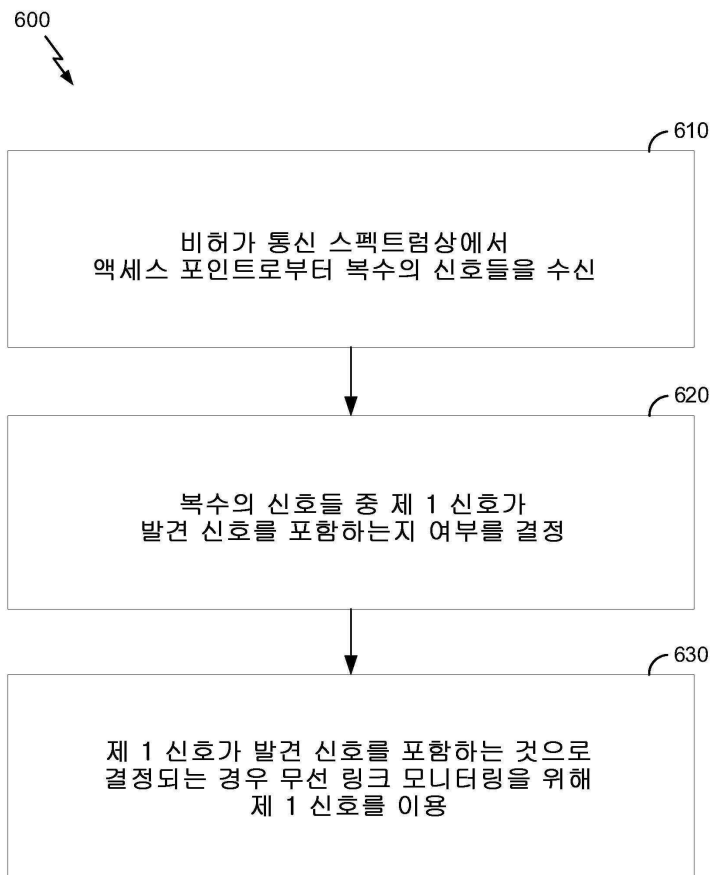 600
610
비허가 통신 스펙트럼상에서
액세스 포인트로부터 복수의 신호들을 수신
620
복수의 신호들 중 제 1 신호가
발견 신호를 포함하는지 여부를 결정
630
제 1 신호가 발견 신호를 포함하는 것으로
결정되는 경우 무선 링크 모니터링을 위해
제 1 신호를 이용